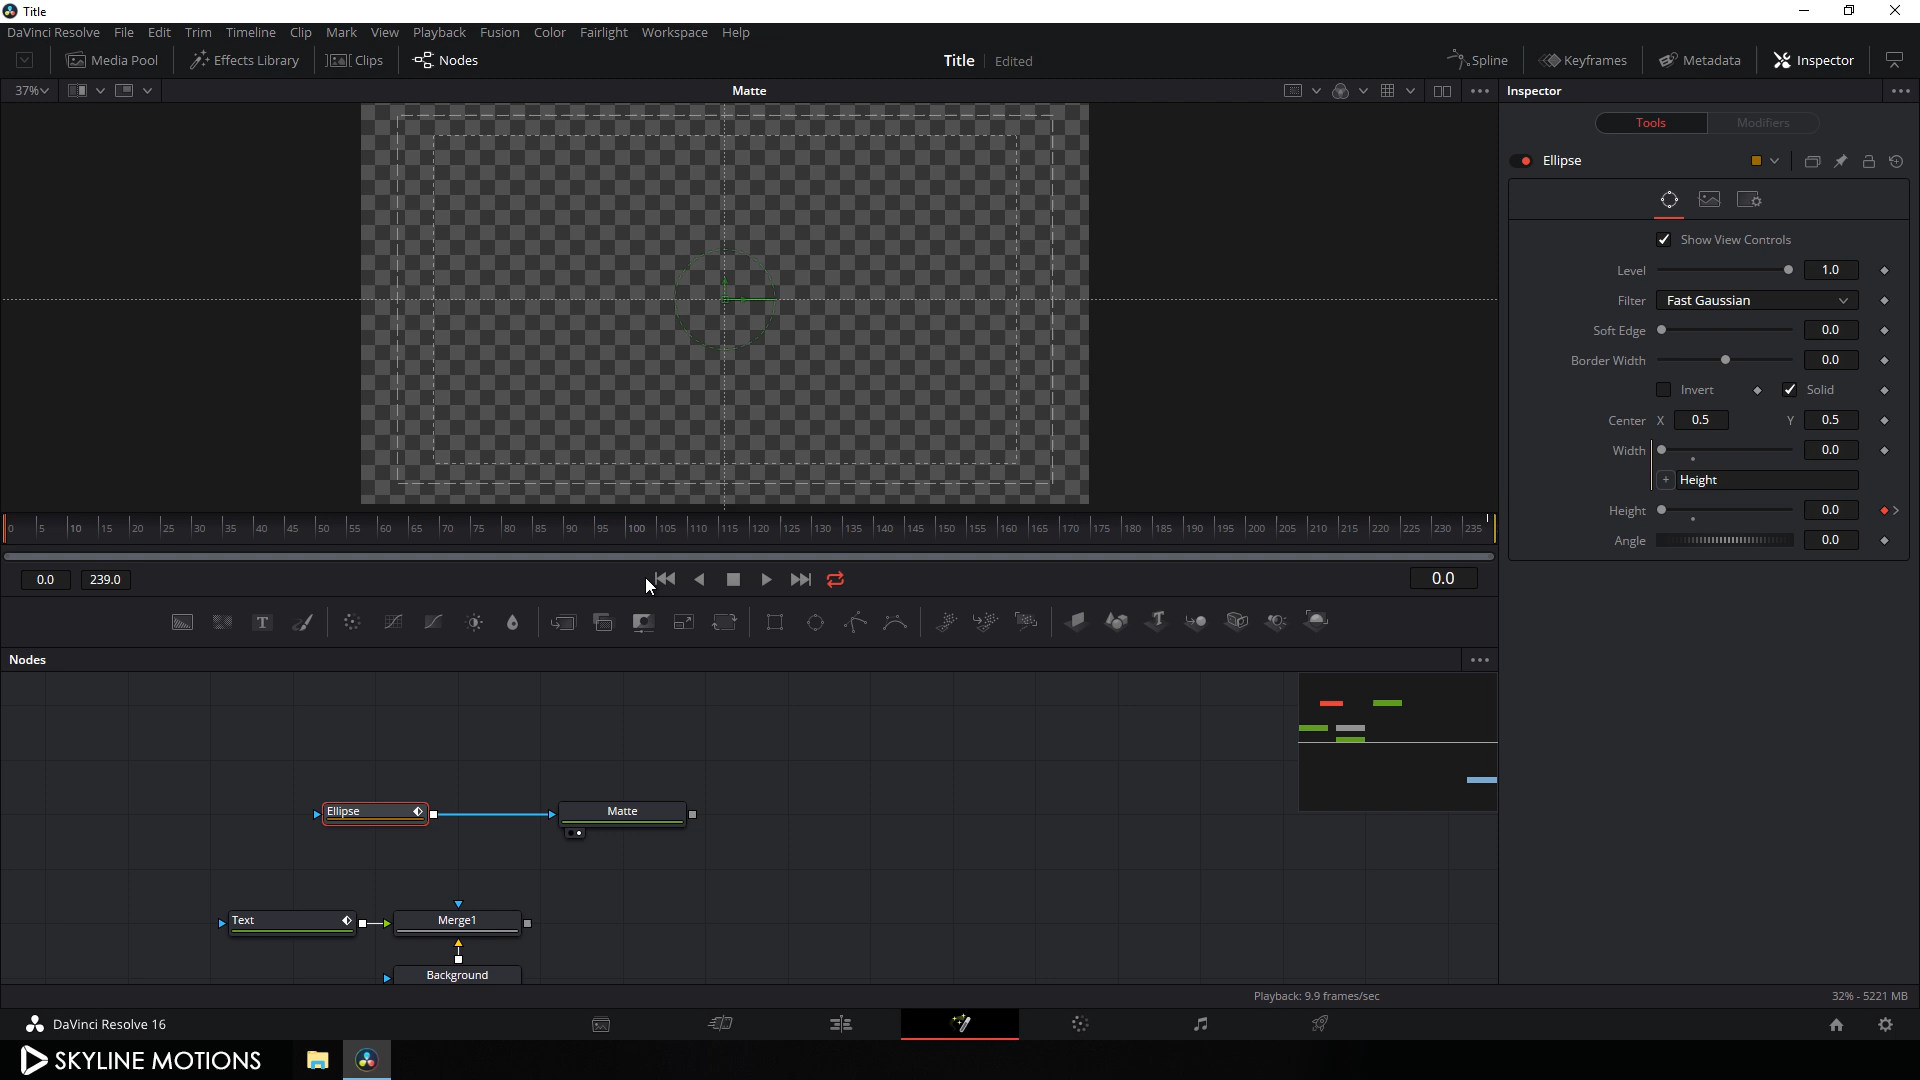 Title
DaVinci Resolve File Edit Trim Timeline Clip Mark View Playback Fusion Color Fairlight Workspace Help
Media Pool Effects Library Clips Nodes Title Edited Spline Keyframes Metadata Inspector
37% Matte Inspector
Tools Modifiers
Ellipse
Show View Controls
Level 1.0
Filter Fast Gaussian
Soft Edge 0.0
Border Width 0.0
Invert Solid
Center X 0.5 Y 0.5
Width 0.0
+ Height
Height 0.0
Angle 0.0
0 5 10 15 20 25 30 35 40 45 50 55 60 65 70 75 80 85 90 95 100 105 110 115 120 125 130 135 140 145 150 155 160 165 170 175 180 185 190 195 200 205 210 215 220 225 230 235
0.0 239.0 0.0
Nodes
Ellipse Matte
Text Merge1
Background
Playback: 9.9 frames/sec 32% - 5221 MB
DaVinci Resolve 16
SKYLINE MOTIONS